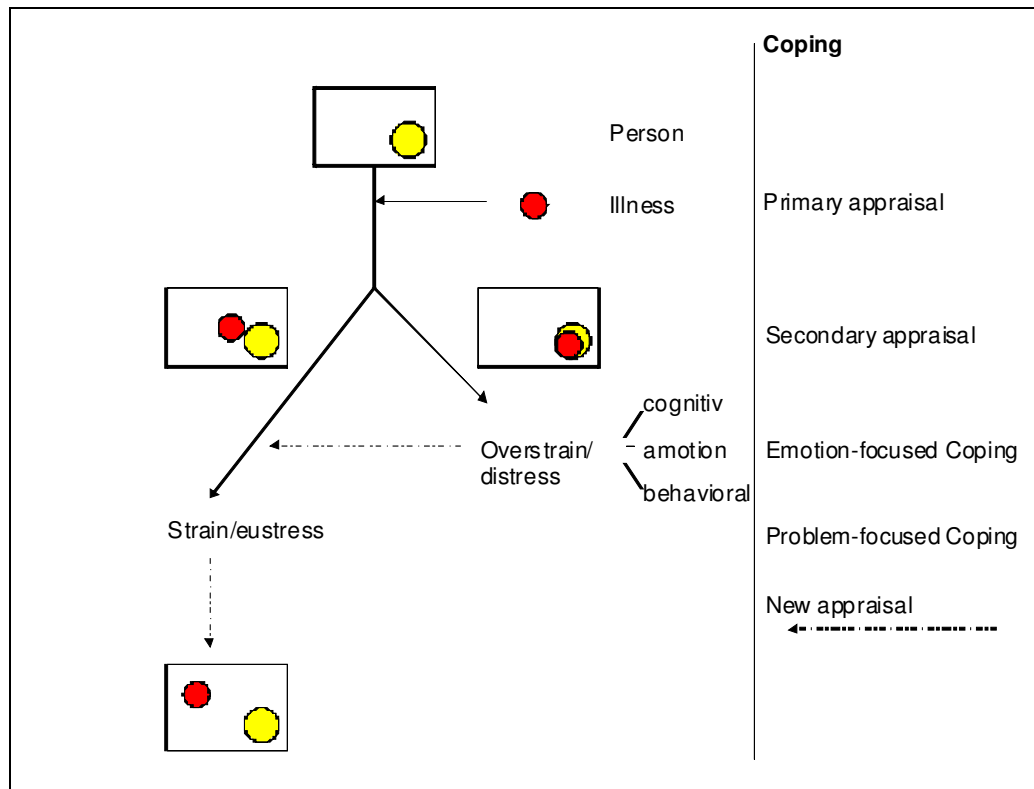 Coping
Person
Illness
Primary appraisal
Secondary appraisal
cognitiv
Overstrain/
distress
amotion
behavioral
Emotion-focused Coping
Strain/eustress
Problem-focused Coping
New appraisal